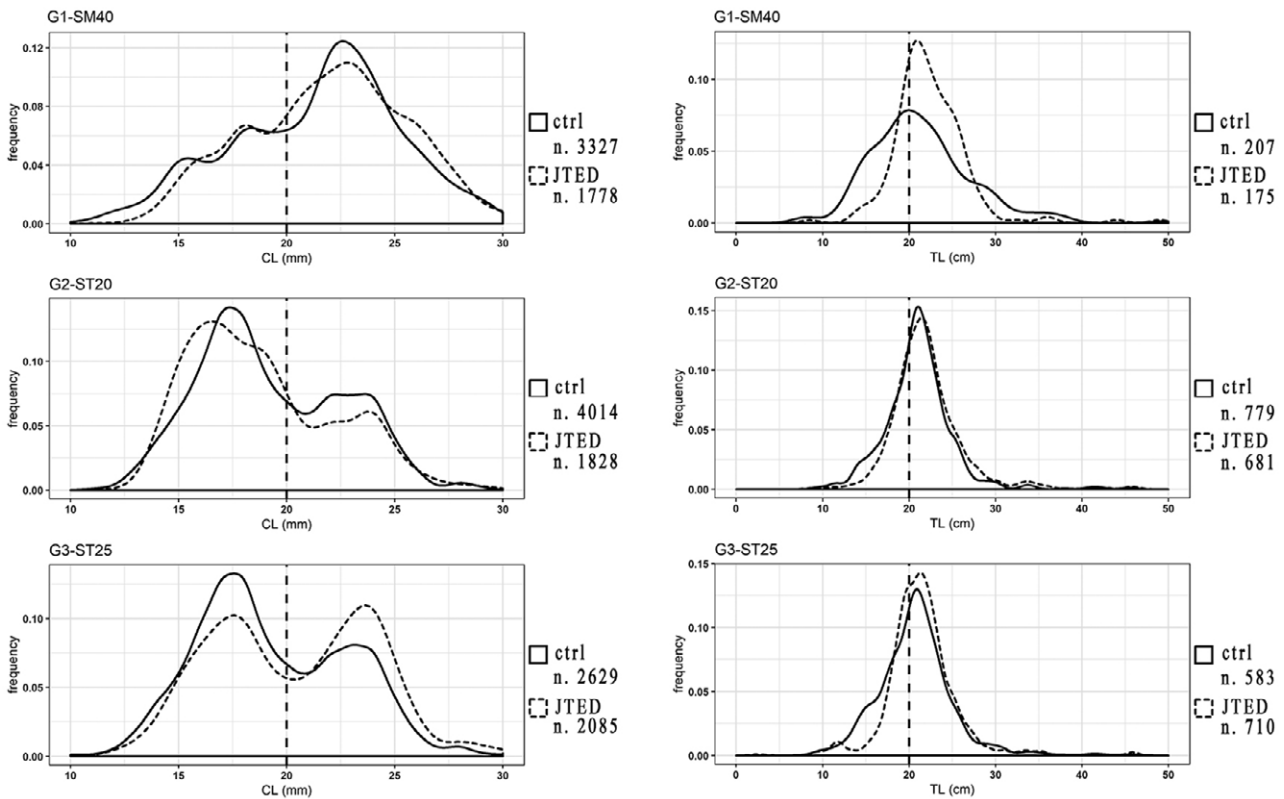 G1-SM40
0.12
0.08
0.04
0.00
frequency
10 15 20 25 30
CL (mm)
ctrl
n. 3327
JTED
n. 1778
G1-SM40
0.10
0.05
0.00
frequency
0 10 20 30 40 50
TL (cm)
ctrl
n. 207
JTED
n. 175
G2-ST20
0.10
0.05
0.00
frequency
10 15 20 25 30
CL (mm)
ctrl
n. 4014
JTED
n. 1828
G2-ST20
0.15
0.10
0.05
0.00
frequency
0 10 20 30 40 50
TL (cm)
ctrl
n. 779
JTED
n. 681
G3-ST25
0.10
0.05
0.00
frequency
10 15 20 25 30
CL (mm)
ctrl
n. 2629
JTED
n. 2085
G3-ST25
0.15
0.10
0.05
0.00
frequency
0 10 20 30 40 50
TL (cm)
ctrl
n. 583
JTED
n. 710